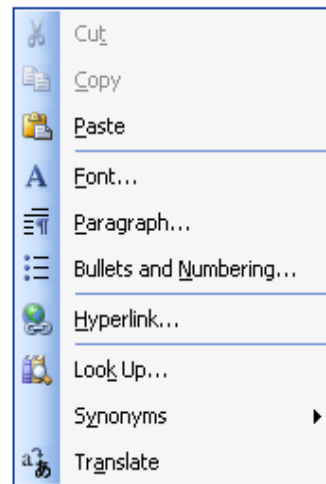 Cut
Copy
Paste
Font...
Paragraph...
Bullets and Numbering...
Hyperlink...
Look Up...
Synonyms
Translate